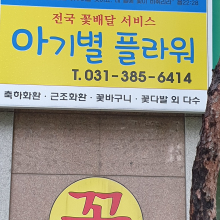 전국 꽃배달 서비스
아기별 플라워
T. 031-385-6414
축하화환 · 근조화환 · 꽃바구니 · 꽃다발 외 다수
꼬